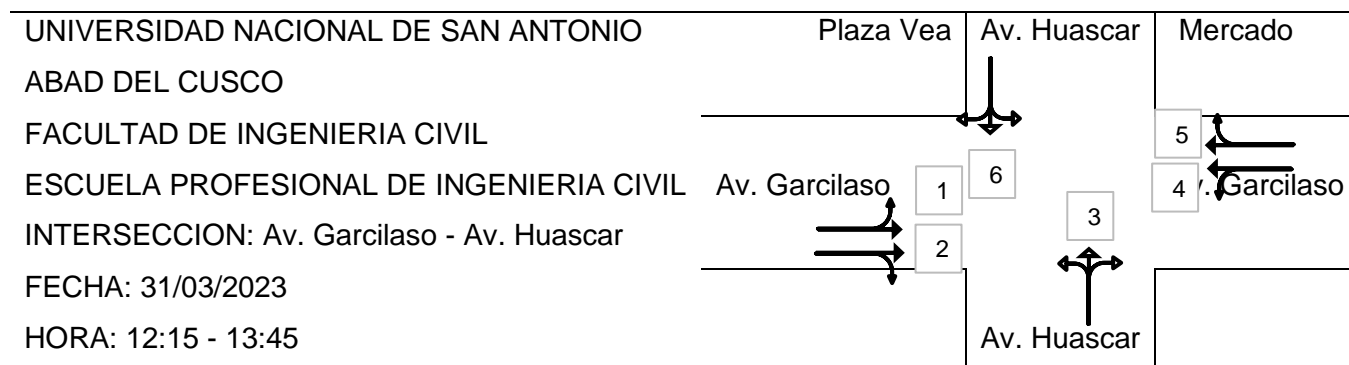 UNIVERSIDAD NACIONAL DE SAN ANTONIO
ABAD DEL CUSCO
FACULTAD DE INGENIERIA CIVIL
ESCUELA PROFESIONAL DE INGENIERIA CIVIL
INTERSECCION: Av. Garcilaso - Av. Huascar
FECHA: 31/03/2023
HORA: 12:15 - 13:45
Plaza Vea
Av. Huascar
Mercado
5
Av. Garcilaso
1
6
4
. Garcilaso
3
2
Av. Huascar